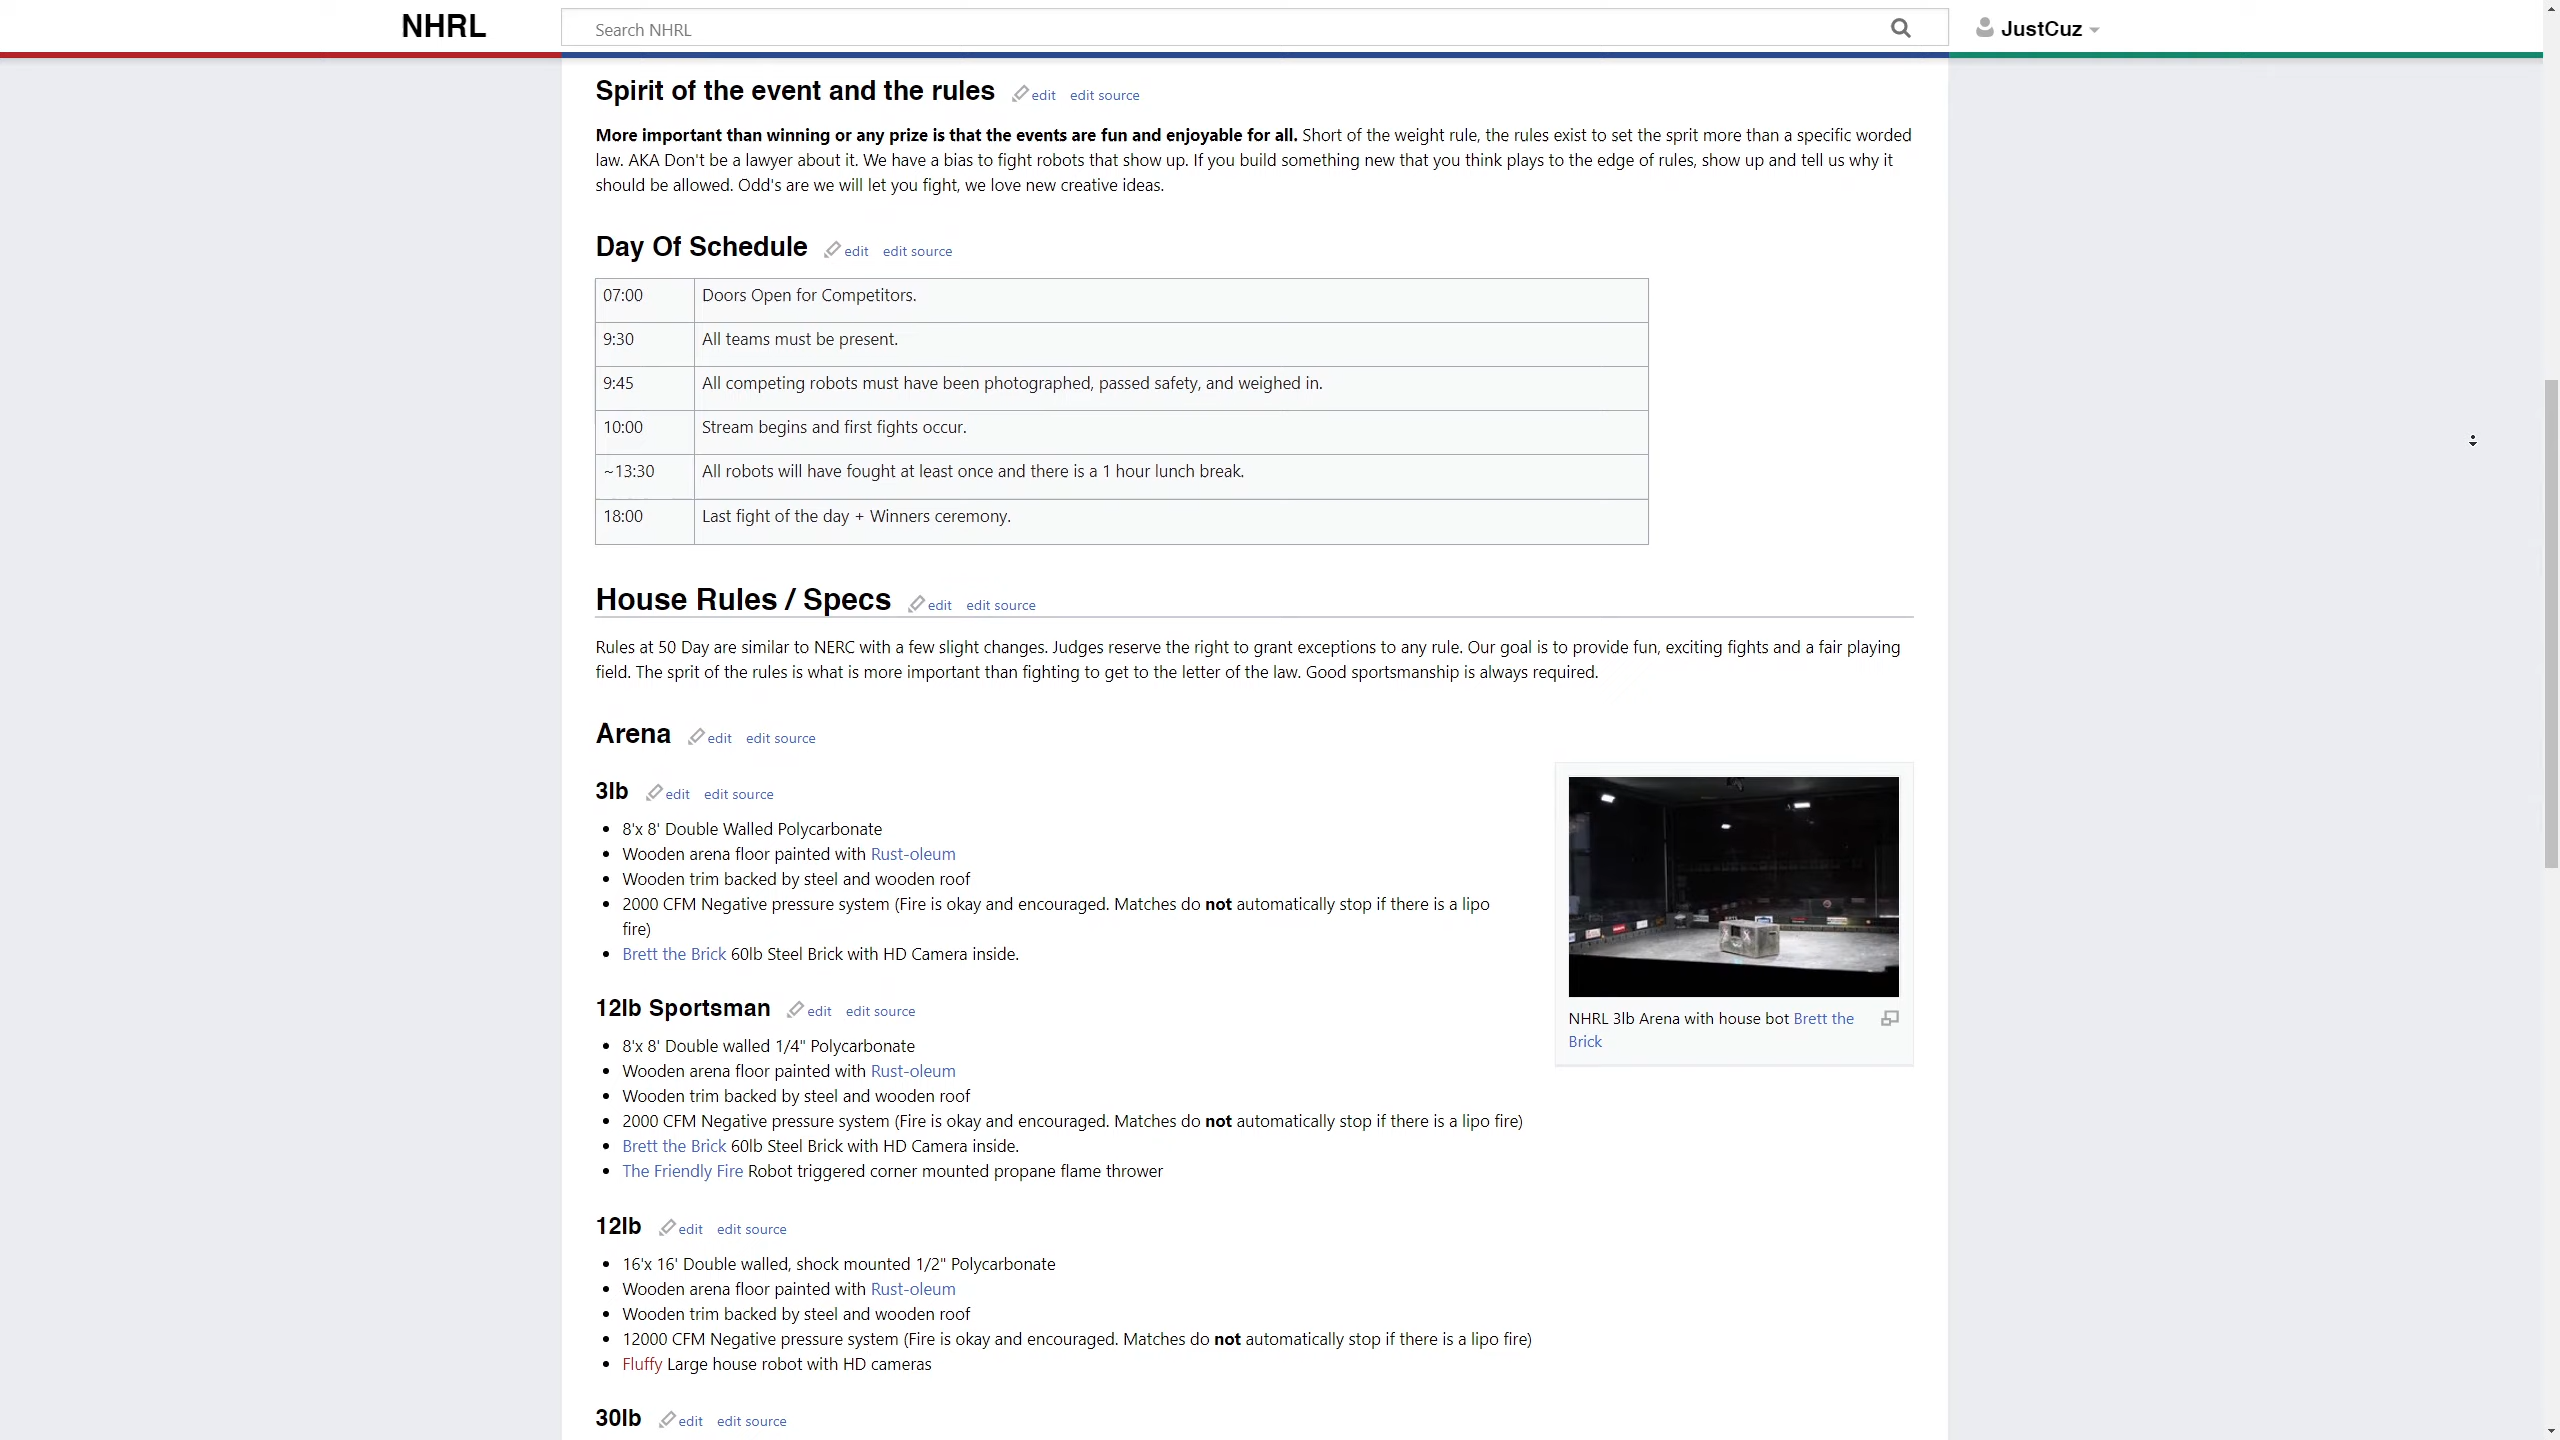 NHRL
Search NHRL
JustCuz
Spirit of the event and the rules edit edit source
More important than winning or any prize is that the events are fun and enjoyable for all. Short of the weight rule, the rules exist to set the sprit more than a specific worded
law. AKA Don't be a lawyer about it. We have a bias to fight robots that show up. If you build something new that you think plays to the edge of rules, show up and tell us why it
should be allowed. Odd's are we will let you fight, we love new creative ideas.
Day Of Schedule edit edit source
07:00 Doors Open for Competitors.
9:30 All teams must be present.
9:45 All competing robots must have been photographed, passed safety, and weighed in.
10:00 Stream begins and first fights occur.
~13:30 All robots will have fought at least once and there is a 1 hour lunch break.
18:00 Last fight of the day + Winners ceremony.
House Rules / Specs edit edit source
Rules at 50 Day are similar to NERC with a few slight changes. Judges reserve the right to grant exceptions to any rule. Our goal is to provide fun, exciting fights and a fair playing
field. The sprit of the rules is what is more important than fighting to get to the letter of the law. Good sportsmanship is always required.
Arena edit edit source
3lb edit edit source
8'x 8' Double Walled Polycarbonate
Wooden arena floor painted with Rust-oleum
Wooden trim backed by steel and wooden roof
2000 CFM Negative pressure system (Fire is okay and encouraged. Matches do not automatically stop if there is a lipo
fire)
Brett the Brick 60lb Steel Brick with HD Camera inside.
NHRL 3lb Arena with house bot Brett the
Brick
12lb Sportsman edit edit source
8'x 8' Double walled 1/4" Polycarbonate
Wooden arena floor painted with Rust-oleum
Wooden trim backed by steel and wooden roof
2000 CFM Negative pressure system (Fire is okay and encouraged. Matches do not automatically stop if there is a lipo fire)
Brett the Brick 60lb Steel Brick with HD Camera inside.
The Friendly Fire Robot triggered corner mounted propane flame thrower
12lb edit edit source
16'x 16' Double walled, shock mounted 1/2" Polycarbonate
Wooden arena floor painted with Rust-oleum
Wooden trim backed by steel and wooden roof
12000 CFM Negative pressure system (Fire is okay and encouraged. Matches do not automatically stop if there is a lipo fire)
Fluffy Large house robot with HD cameras
30lb edit edit source